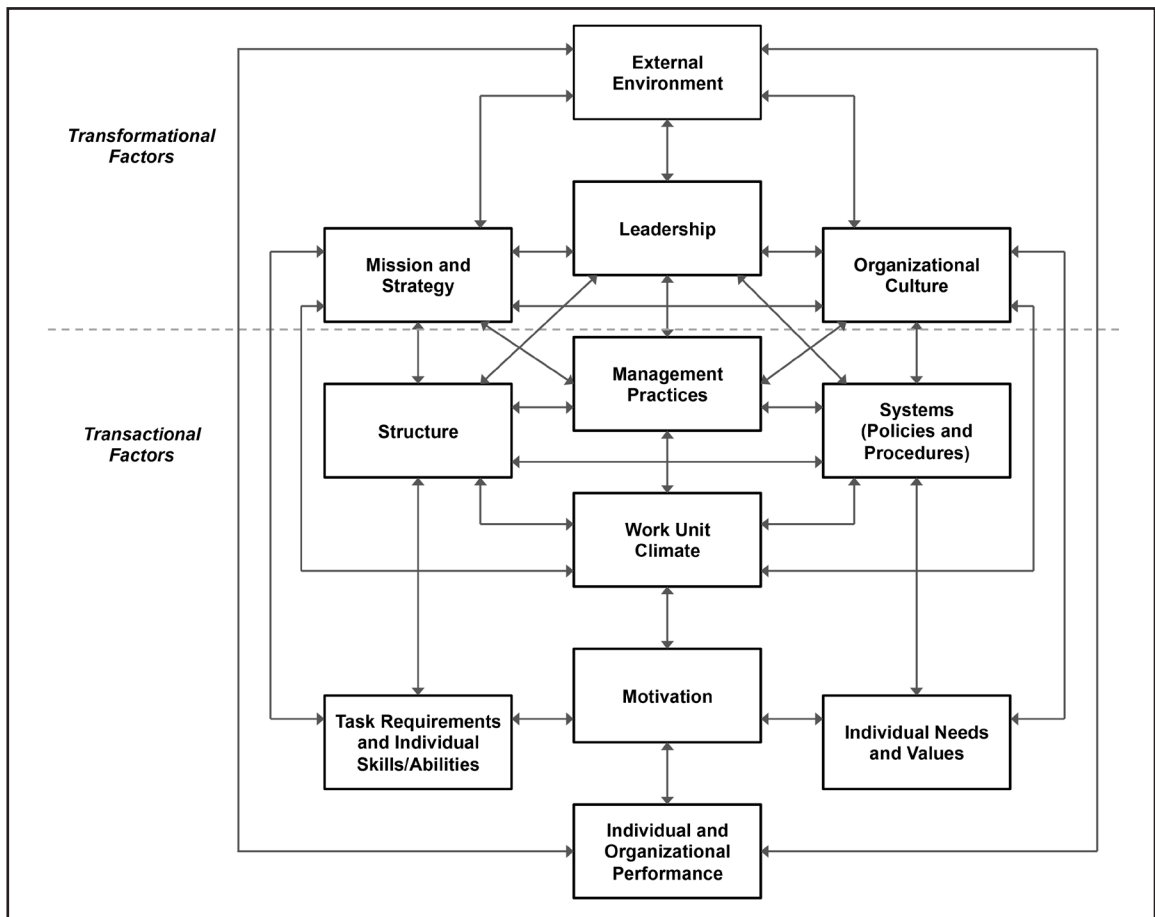 External
Environment
Transformational
Factors
Leadership
Mission and
Strategy
Organizational
Culture
Management
Practices
Structure
Systems
(Policies and
Procedures)
Transactional
Factors
Work Unit
Climate
Motivation
Task Requirements
and Individual
Skills/Abilities
Individual Needs
and Values
Individual and
Organizational
Performance